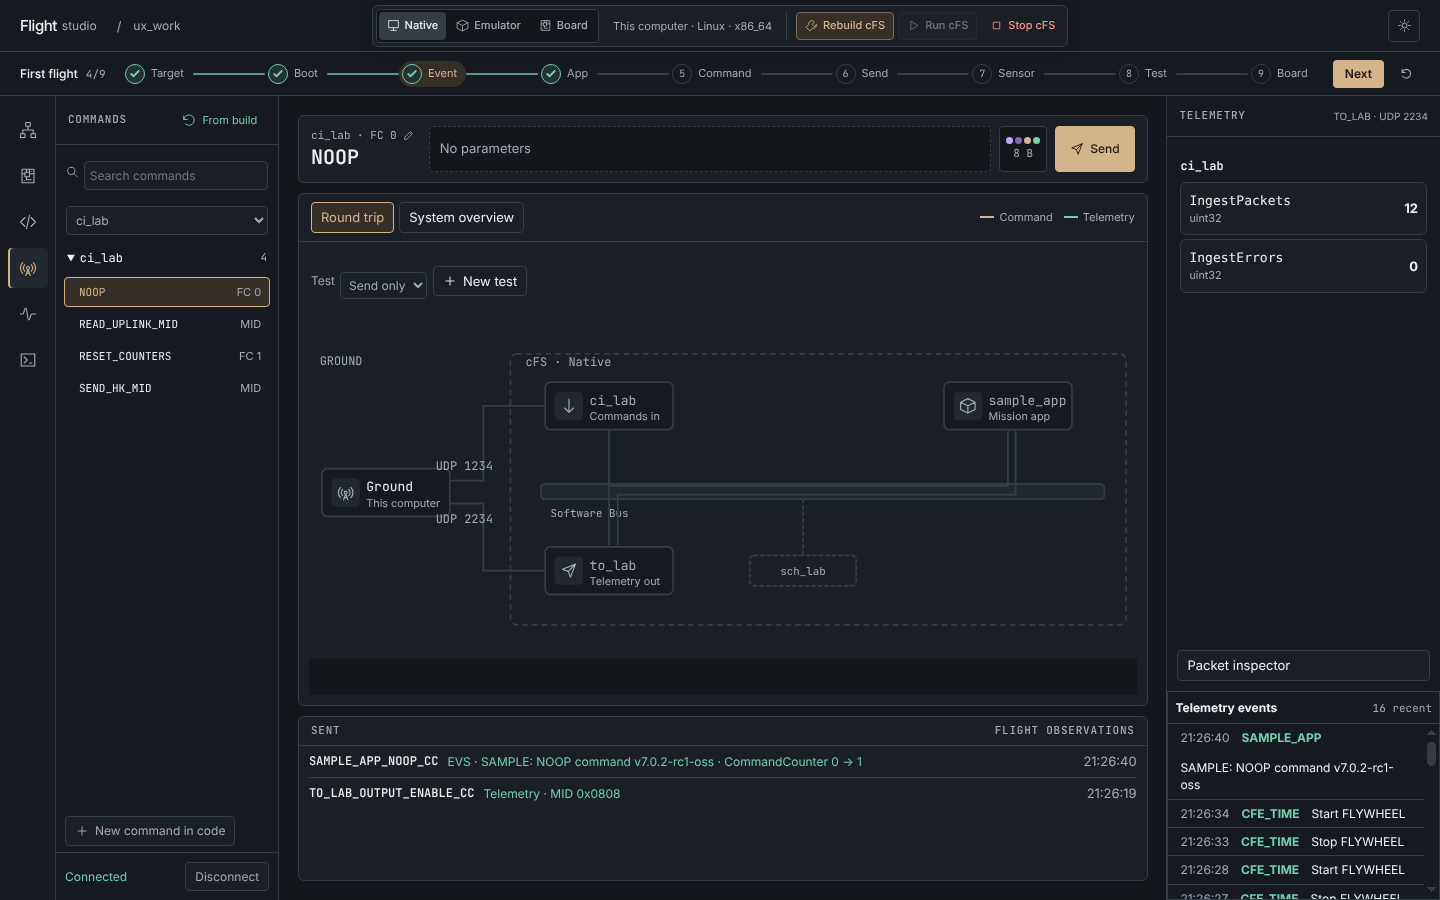 Flight studio / ux_work
Native Emulator Board This computer · Linux · x86_64 Rebuild cFS Run cFS Stop cFS
First flight 4/9 Target Boot Event App 5 Command 6 Send 7 Sensor 8 Test 9 Board Next
COMMANDS From build
Search commands
ci_lab
ci_lab 4
NOOP FC 0
READ_UPLINK_MID MID
RESET_COUNTERS FC 1
SEND_HK_MID MID
New command in code
Connected Disconnect
ci_lab · FC 0
NOOP
No parameters
8 B
Send
Round trip System overview Command Telemetry
Test Send only New test
GROUND
cFS · Native
ci_lab
Commands in
sample_app
Mission app
UDP 1234
Ground
This computer
UDP 2234
Software Bus
to_lab
Telemetry out
sch_lab
SENT FLIGHT OBSERVATIONS
SAMPLE_APP_NOOP_CC EVS · SAMPLE: NOOP command v7.0.2-rc1-oss · CommandCounter 0 → 1 21:26:40
TO_LAB_OUTPUT_ENABLE_CC Telemetry · MID 0x0808 21:26:19
TELEMETRY TO_LAB · UDP 2234
ci_lab
IngestPackets
uint32
12
IngestErrors
uint32
0
Packet inspector
Telemetry events 16 recent
21:26:40 SAMPLE_APP
SAMPLE: NOOP command v7.0.2-rc1-
oss
21:26:34 CFE_TIME Start FLYWHEEL
21:26:33 CFE_TIME Stop FLYWHEEL
21:26:28 CFE_TIME Start FLYWHEEL
21:26:27 CFE_TIME Stop FLYWHEEL